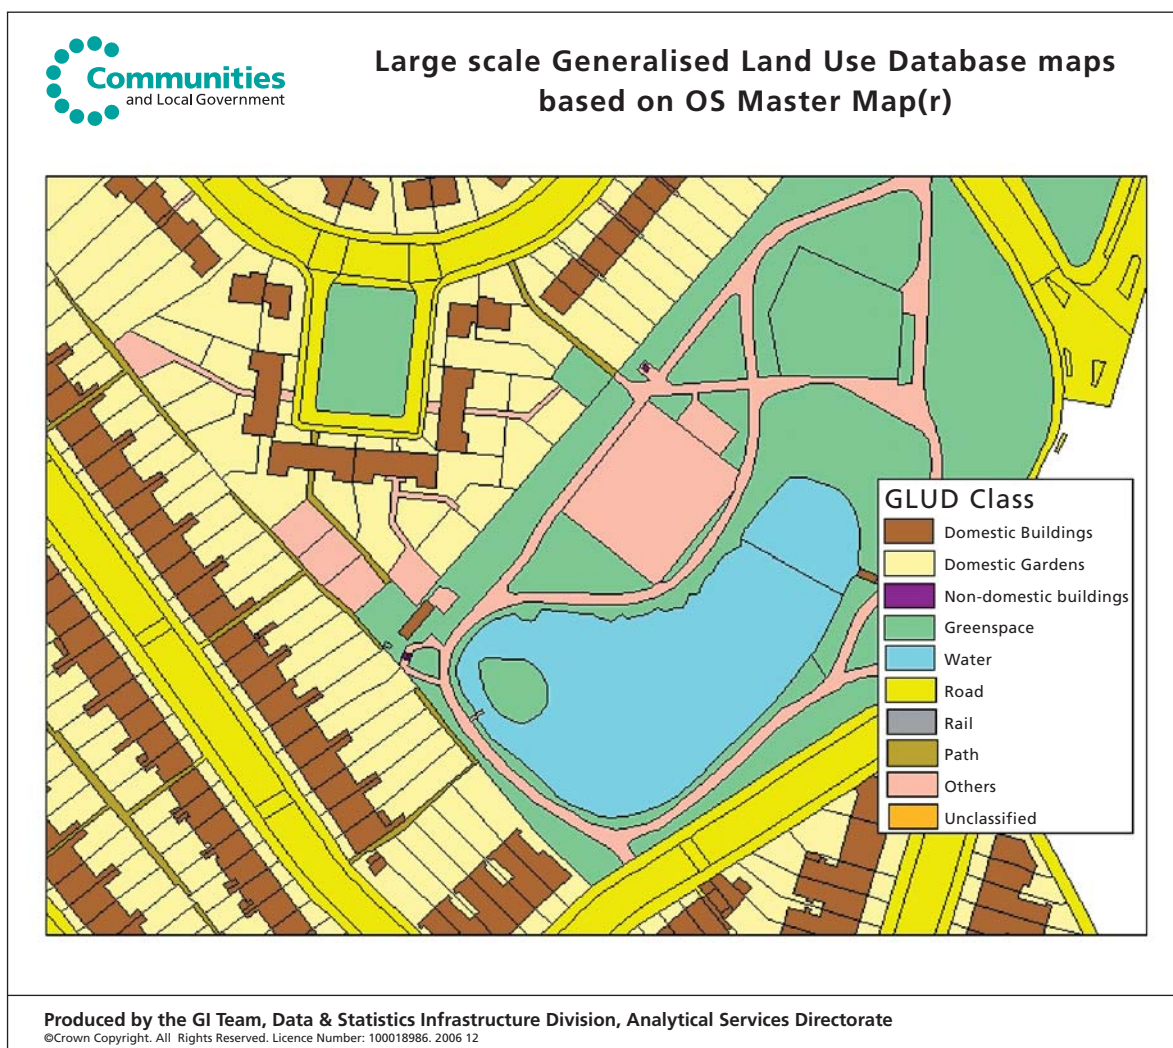 Communities
and Local Government
Large scale Generalised Land Use Database maps
based on OS Master Map(r)
GLUD Class
Domestic Buildings
Domestic Gardens
Non-domestic buildings
Greenspace
Water
Road
Rail
Path
Others
Unclassified
Produced by the GI Team, Data & Statistics Infrastructure Division, Analytical Services Directorate
©Crown Copyright. All Rights Reserved. Licence Number: 100018986. 2006 12